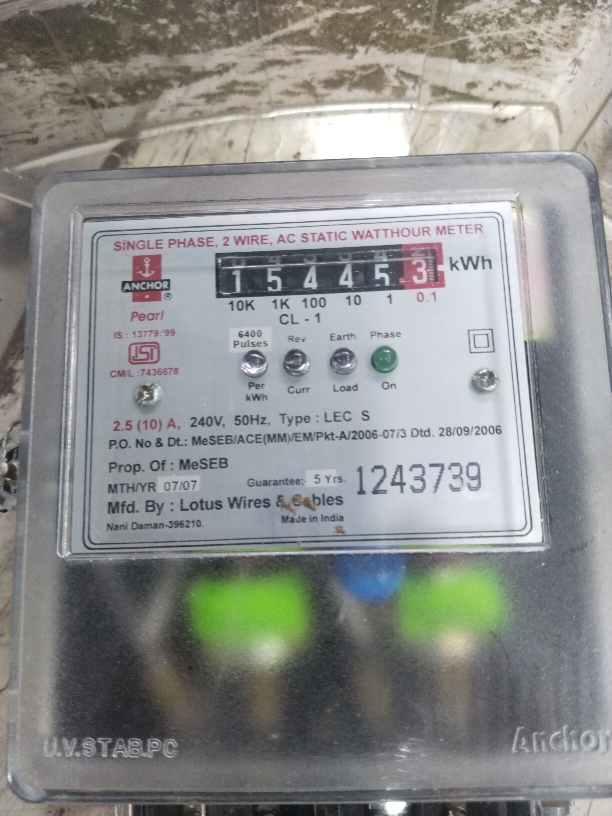 SINGLE PHASE, 2 WIRE, AC STATIC WATTHOUR METER
ANCHOR ®
Pearl
1 5 4 4 5 3 kWh
10K 1K 100 10 1 0.1
CL - 1
IS : 13779:'99
ISI
CM/L :7436678
6400 Pulses Rev Earth Phase
Per kWh Curr Load On
2.5 (10) A, 240V, 50Hz, Type : LEC S
P.O. No & Dt.: MeSEB/ACE(MM)/EM/Pkt-A/2006-07/3 Dtd. 28/09/2006
Prop. Of : MeSEB
MTH/YR 07/07 Guarantee: 5 Yrs. 1243739
Mfd. By : Lotus Wires & Cables
Nani Daman-396210. Made in India
U.V.STAB.PC Anchor